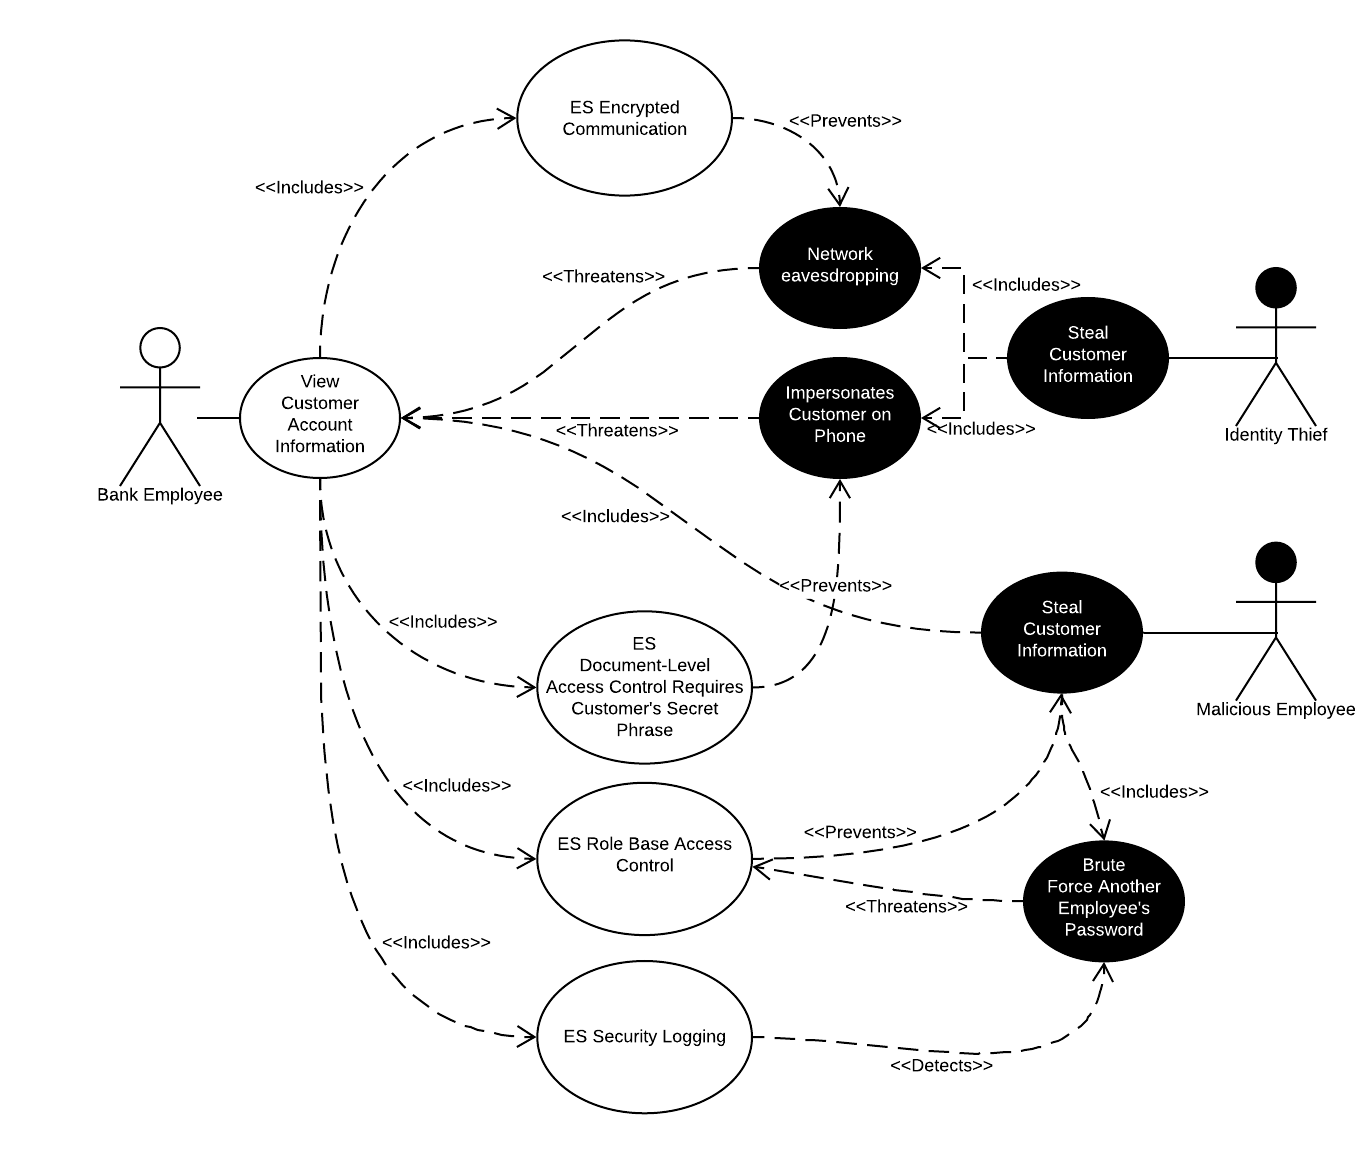 ES Encrypted
Communication
<<Prevents>>
<<Includes>>
Network
eavesdropping
<<Threatens>>
<<Includes>>
Steal
Customer
Information
View
Customer
Account
Information
Impersonates
Customer on
Phone
<<Threatens>>
<<Includes>>
Identity Thief
Bank Employee
<<Includes>>
<<Prevents>>
Steal
Customer
Information
<<Includes>>
ES
Document-Level
Access Control Requires
Customer's Secret
Phrase
Malicious Employee
<<Includes>>
<<Includes>>
<<Prevents>>
ES Role Base Access
Control
Brute
Force Another
Employee's
Password
<<Threatens>>
<<Includes>>
ES Security Logging
<<Detects>>